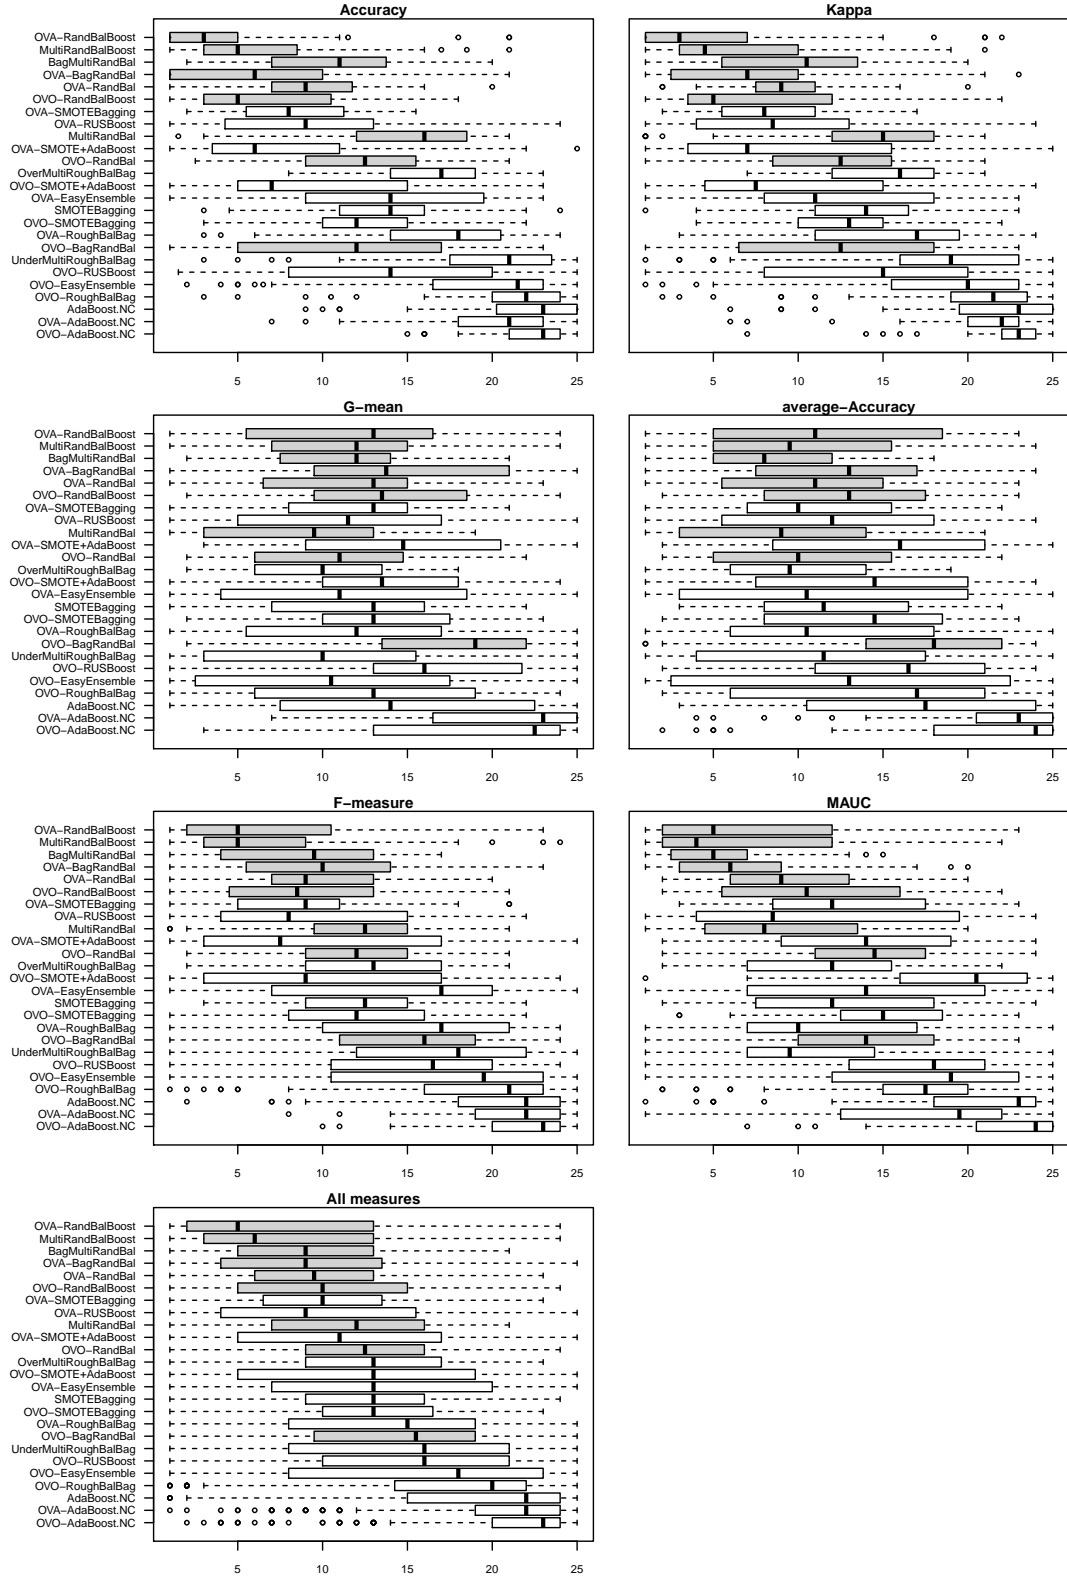 Accuracy
OVA−RandBalBoost
MultiRandBalBoost
BagMultiRandBal
OVA−BagRandBal
OVA−RandBal
OVO−RandBalBoost
OVA−SMOTEBagging
OVA−RUSBoost
MultiRandBal
OVA−SMOTE+AdaBoost
OVO−RandBal
OverMultiRoughBalBag
OVO−SMOTE+AdaBoost
OVA−EasyEnsemble
SMOTEBagging
OVO−SMOTEBagging
OVA−RoughBalBag
OVO−BagRandBal
UnderMultiRoughBalBag
OVO−RUSBoost
OVO−EasyEnsemble
OVO−RoughBalBag
AdaBoost.NC
OVA−AdaBoost.NC
OVO−AdaBoost.NC
5 10 15 20 25
Kappa
5 10 15 20 25
G−mean
OVA−RandBalBoost
MultiRandBalBoost
BagMultiRandBal
OVA−BagRandBal
OVA−RandBal
OVO−RandBalBoost
OVA−SMOTEBagging
OVA−RUSBoost
MultiRandBal
OVA−SMOTE+AdaBoost
OVO−RandBal
OverMultiRoughBalBag
OVO−SMOTE+AdaBoost
OVA−EasyEnsemble
SMOTEBagging
OVO−SMOTEBagging
OVA−RoughBalBag
OVO−BagRandBal
UnderMultiRoughBalBag
OVO−RUSBoost
OVO−EasyEnsemble
OVO−RoughBalBag
AdaBoost.NC
OVA−AdaBoost.NC
OVO−AdaBoost.NC
5 10 15 20 25
average−Accuracy
5 10 15 20 25
F−measure
OVA−RandBalBoost
MultiRandBalBoost
BagMultiRandBal
OVA−BagRandBal
OVA−RandBal
OVO−RandBalBoost
OVA−SMOTEBagging
OVA−RUSBoost
MultiRandBal
OVA−SMOTE+AdaBoost
OVO−RandBal
OverMultiRoughBalBag
OVO−SMOTE+AdaBoost
OVA−EasyEnsemble
SMOTEBagging
OVO−SMOTEBagging
OVA−RoughBalBag
OVO−BagRandBal
UnderMultiRoughBalBag
OVO−RUSBoost
OVO−EasyEnsemble
OVO−RoughBalBag
AdaBoost.NC
OVA−AdaBoost.NC
OVO−AdaBoost.NC
5 10 15 20 25
MAUC
5 10 15 20 25
All measures
OVA−RandBalBoost
MultiRandBalBoost
BagMultiRandBal
OVA−BagRandBal
OVA−RandBal
OVO−RandBalBoost
OVA−SMOTEBagging
OVA−RUSBoost
MultiRandBal
OVA−SMOTE+AdaBoost
OVO−RandBal
OverMultiRoughBalBag
OVO−SMOTE+AdaBoost
OVA−EasyEnsemble
SMOTEBagging
OVO−SMOTEBagging
OVA−RoughBalBag
OVO−BagRandBal
UnderMultiRoughBalBag
OVO−RUSBoost
OVO−EasyEnsemble
OVO−RoughBalBag
AdaBoost.NC
OVA−AdaBoost.NC
OVO−AdaBoost.NC
5 10 15 20 25